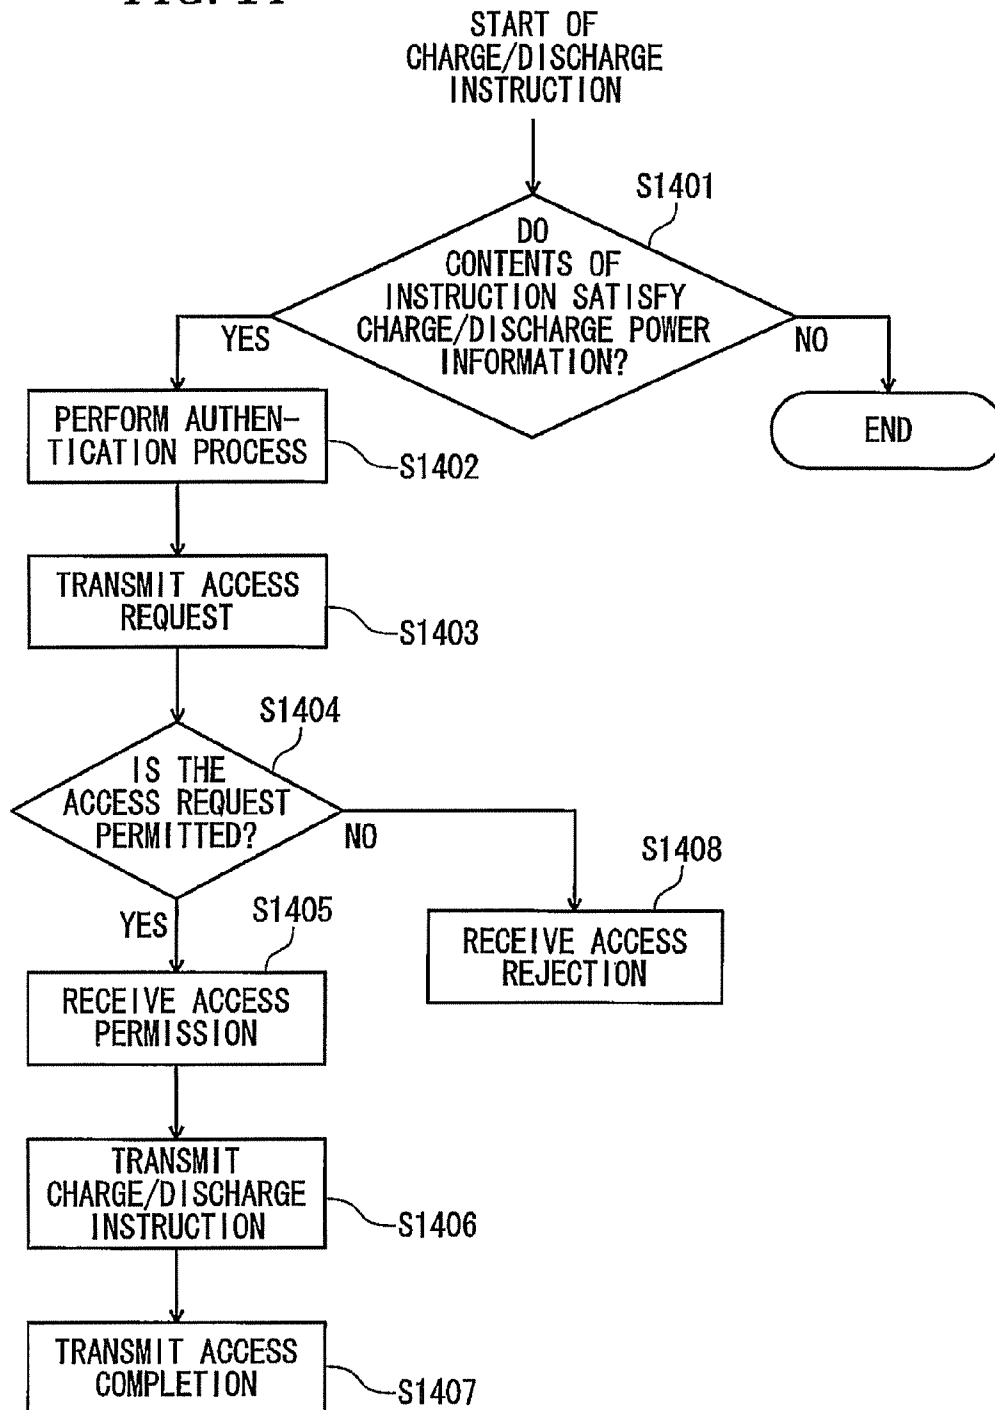 START OF
CHARGE/DISCHARGE
INSTRUCTION
S1401
DO
CONTENTS OF
INSTRUCTION SATISFY
CHARGE/DISCHARGE POWER
INFORMATION?
YES
NO
PERFORM AUTHEN-
TICATION PROCESS
S1402
END
TRANSMIT ACCESS
REQUEST
S1403
S1404
IS THE
ACCESS REQUEST
PERMITTED?
NO
YES
S1408
RECEIVE ACCESS
REJECTION
S1405
RECEIVE ACCESS
PERMISSION
TRANSMIT
CHARGE/DISCHARGE
INSTRUCTION
S1406
TRANSMIT ACCESS
COMPLETION
S1407